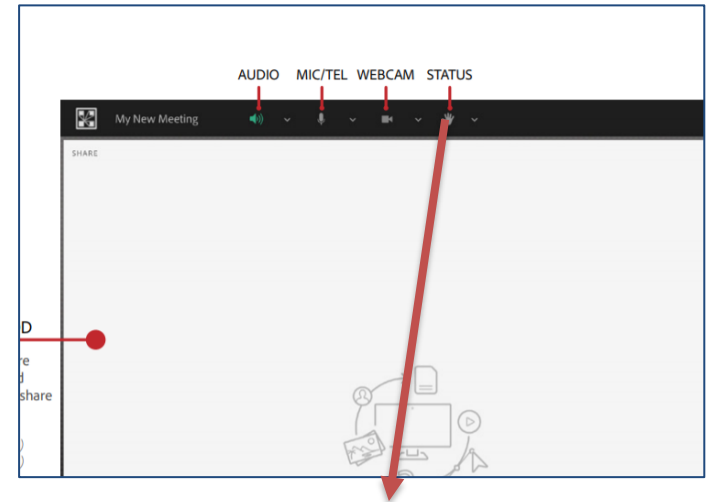 AUDIO MIC/TEL WEBCAM STATUS
My New Meeting
SHARE
D
re
d
share
)
)